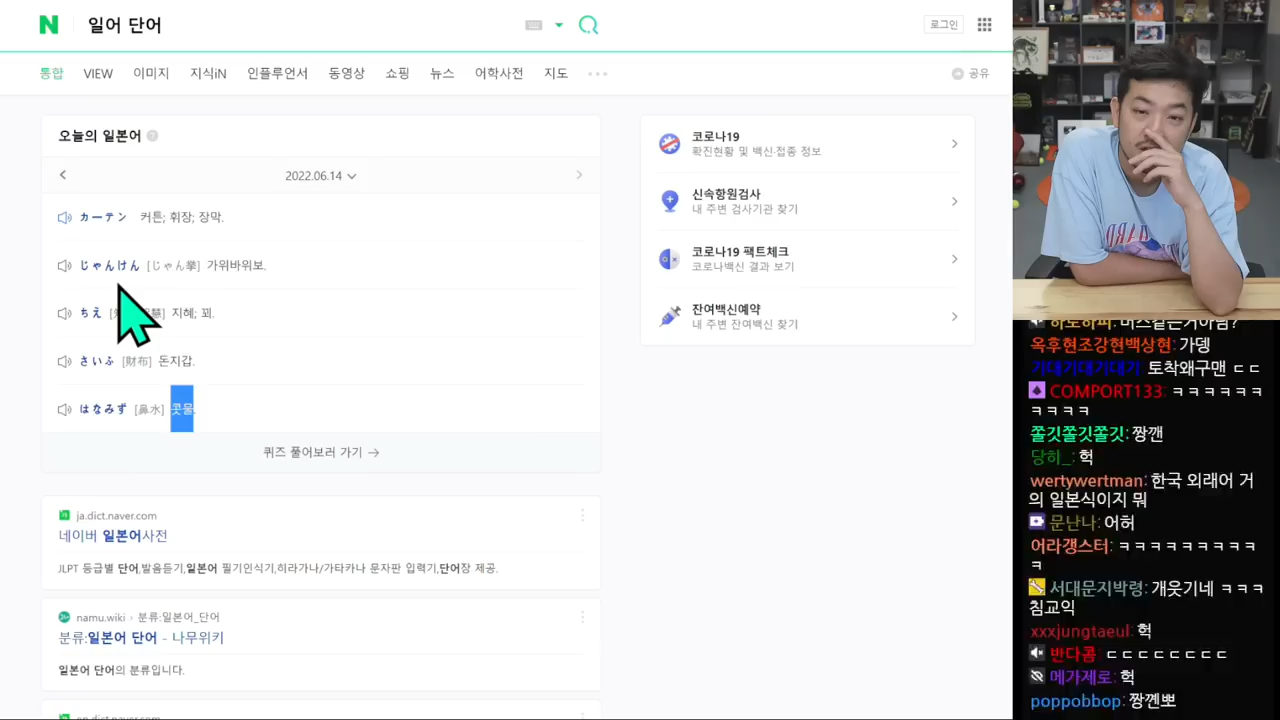 N 일어 단어
로그인
통합 VIEW 이미지 지식iN 인플루언서 동영상 쇼핑 뉴스 어학사전 지도
공유
오늘의 일본어
2022.06.14
カーテン 커튼; 휘장; 장막.
じゃんけん [じゃん拳] 가위바위보.
ちえ 지혜; 꾀.
さいふ [財布] 돈지갑.
はなみず [鼻水] 콧물.
퀴즈 풀어보러 가기 →
ja.dict.naver.com
네이버 일본어사전
JLPT 등급별 단어,발음듣기,일본어 필기인식기,히라가나/가타카나 문자판 입력기,단어장 제공.
namu.wiki › 분류:일본어_단어
분류:일본어 단어 - 나무위키
일본어 단어의 분류입니다.
코로나19
확진현황 및 백신·접종 정보
신속항원검사
내 주변 검사기관 찾기
코로나19 팩트체크
코로나백신 결과 보기
잔여백신예약
내 주변 잔여백신 찾기
옥후현조강현백상현: 가뎅
기대기대기대기: 토착왜구맨 ㄷㄷ
COMPORT133: ㅋㅋㅋㅋㅋㅋ
ㅋㅋㅋㅋ
쫄깃쫄깃쫄깃: 짱깬
당히_: 헉
wertywertman: 한국 외래어 거
의 일본식이지 뭐
문난나: 어허
어라갱스터: ㅋㅋㅋㅋㅋㅋㅋㅋㅋ
ㅋ
서대문지박령: 개웃기네 ㅋㅋㅋ
침교익
xxxjungtaeul: 헉
반다콤: ㄷㄷㄷㄷㄷㄷㄷㄷ
메가제로: 헉
poppobbop: 짱껜뽀